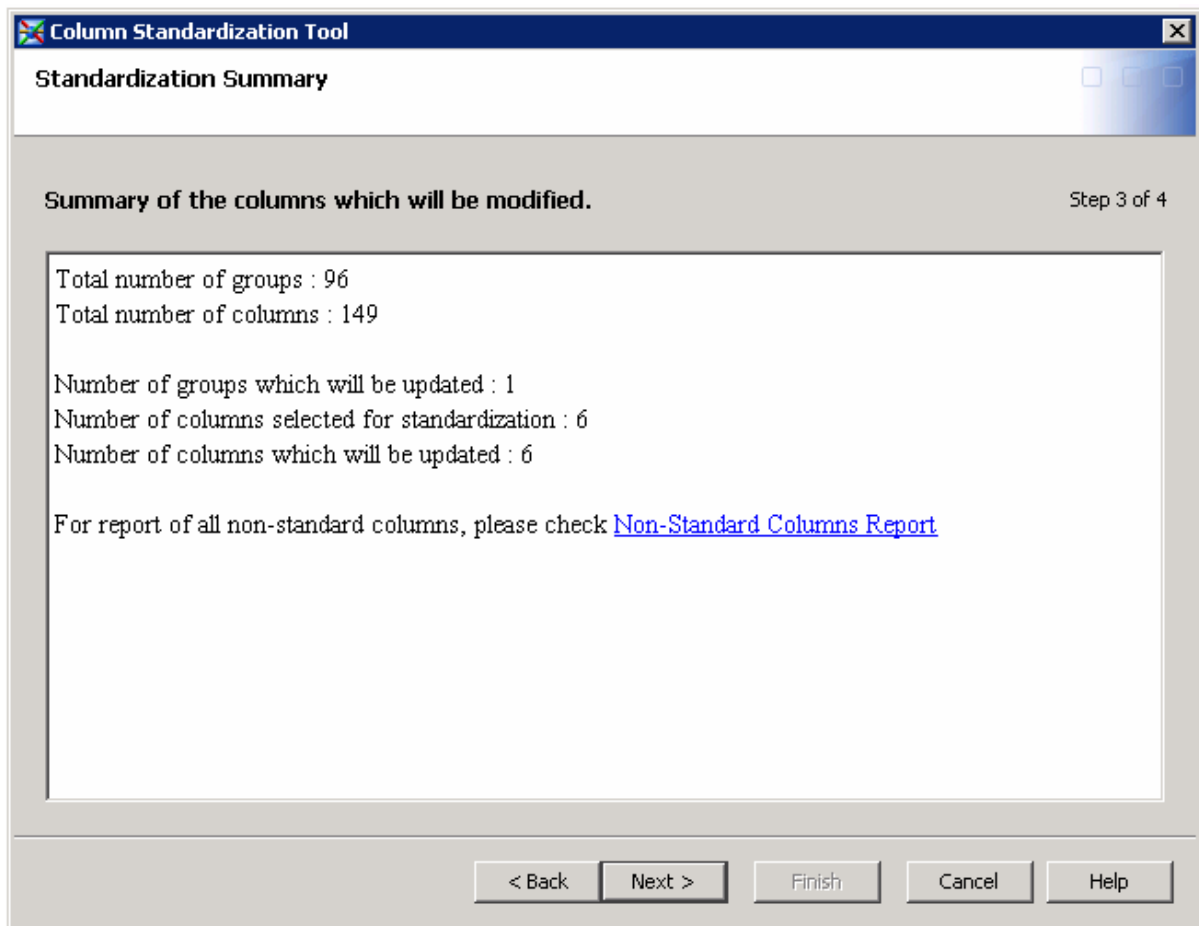 Column Standardization Tool
Standardization Summary
Summary of the columns which will be modified.
Step 3 of 4
Total number of groups : 96
Total number of columns : 149
Number of groups which will be updated : 1
Number of columns selected for standardization : 6
Number of columns which will be updated : 6
For report of all non-standard columns, please check Non-Standard Columns Report
< Back
Next >
Finish
Cancel
Help